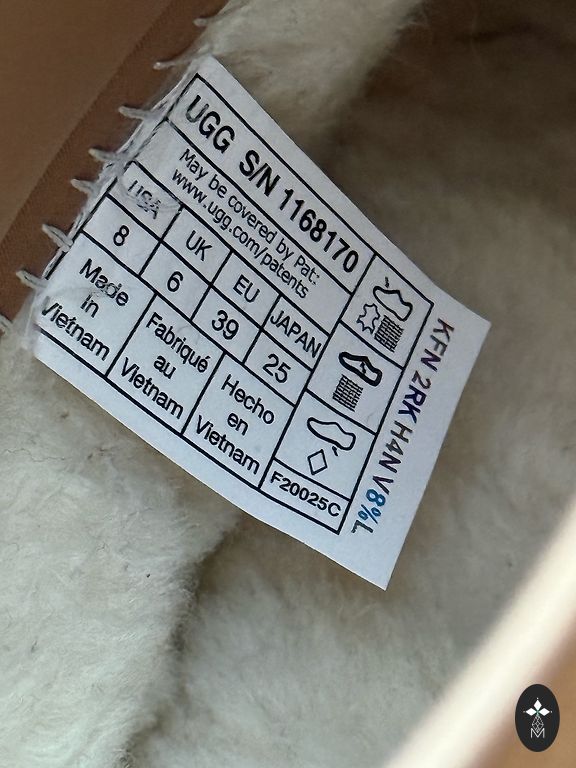 UGG S/N 1168170
May be covered by Pat:
www.ugg.com/patents
USA UK EU JAPAN
8 6 39 25
Made in Vietnam
Fabriqué au Vietnam
Hecho en Vietnam
F20025C
KFN 2RK H4N V8%L
M